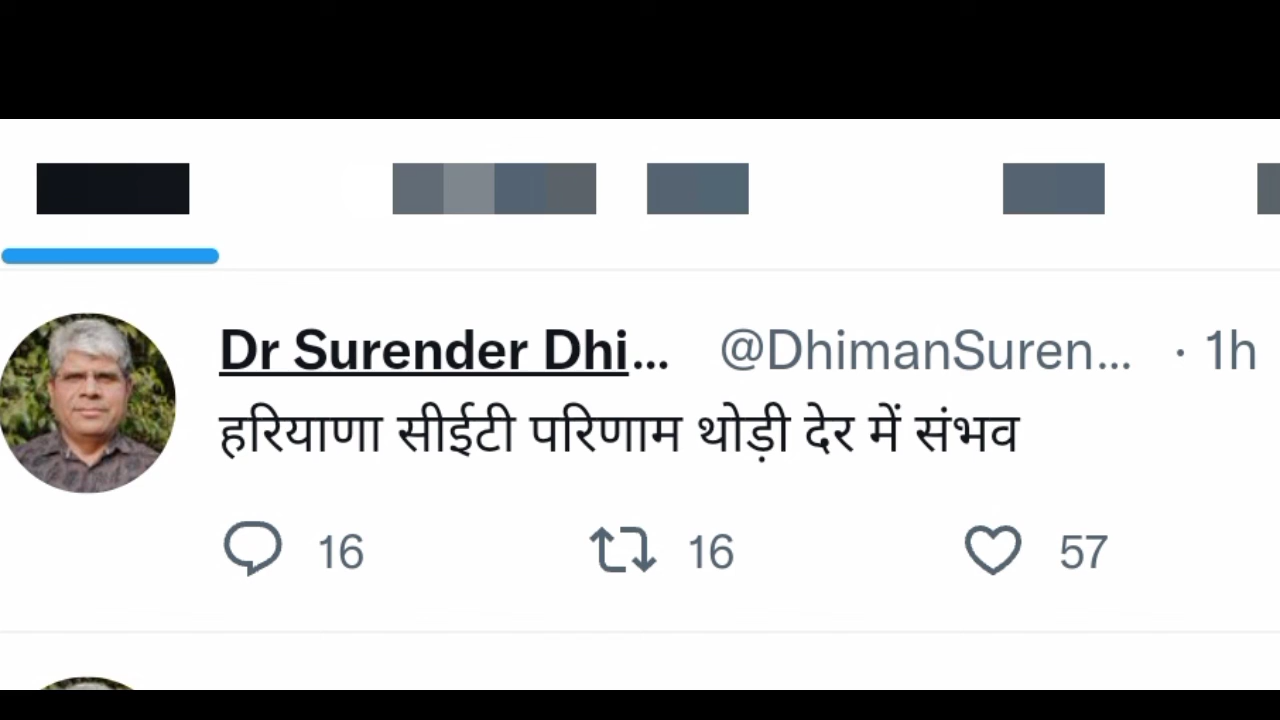 Dr Surender Dhi... @DhimanSuren... · 1h
हरियाणा सीईटी परिणाम थोड़ी देर में संभव
16 16 57